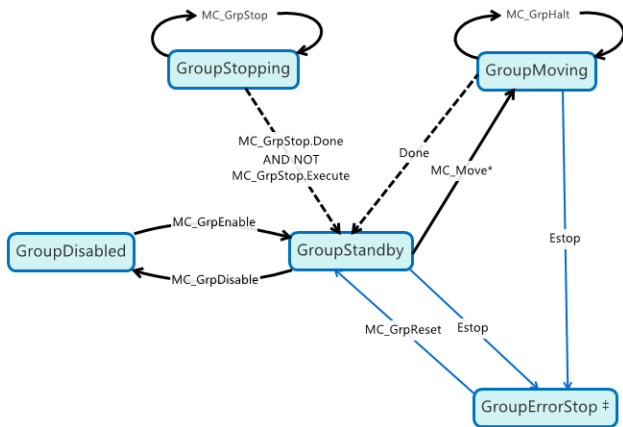 MC_GrpStop
MC_GrpHalt
GroupStopping
GroupMoving
MC_GrpStop.Done
AND NOT
MC_GrpStop.Execute
Done
MC_Move*
MC_GrpEnable
GroupDisabled
GroupStandby
Estop
MC_GrpDisable
MC_GrpReset
Estop
GroupErrorStop ‡